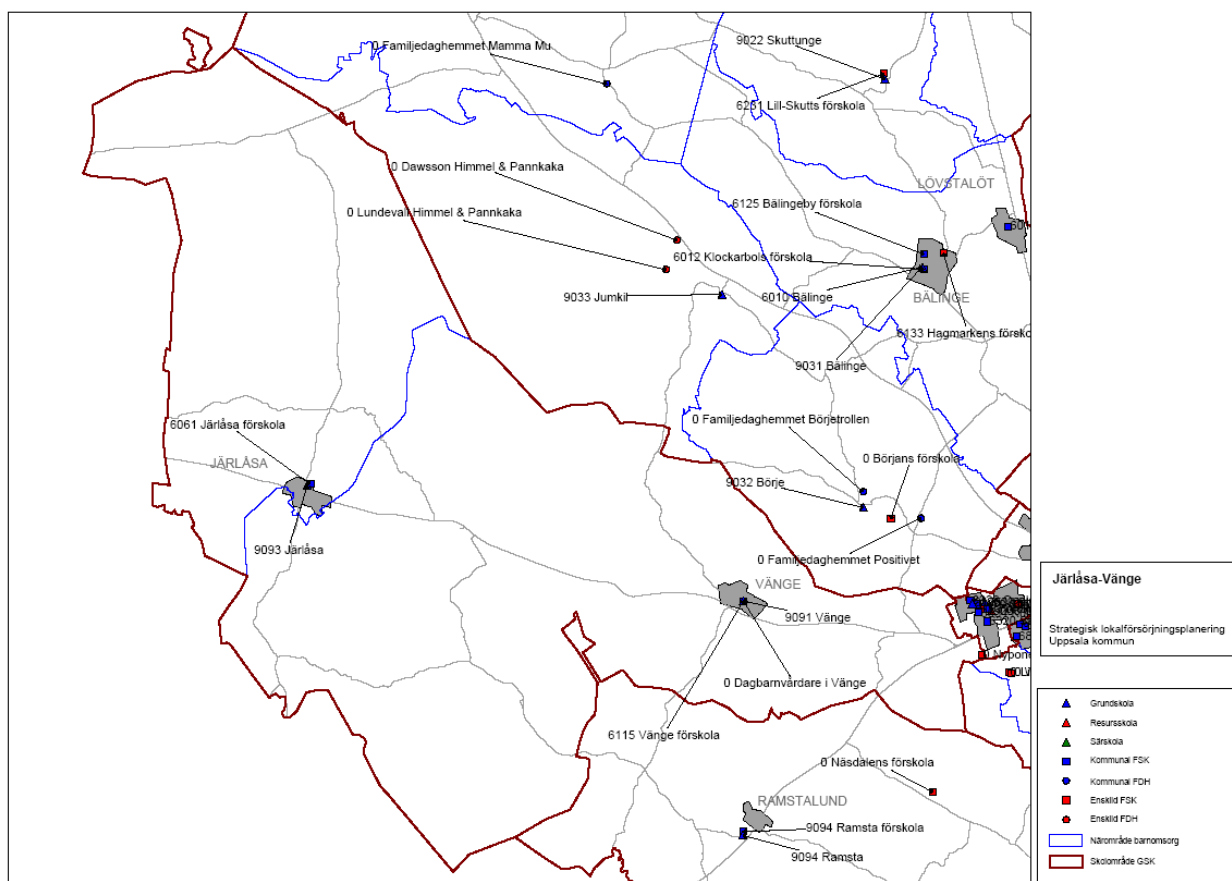 0 Familjedaghemmet Mamma Mu
9022 Skuttunge
6261 Lill-Skutts förskola
0 Dawsson Himmel & Pannkaka
LÖVSTALÖT
6125 Bälingeby förskola
0 Lundevall Himmel & Pannkaka
6012 Klockarbols förskola
9033 Jumkil
6010 Bälinge
BÄLINGE
6133 Hagmarkens försko
9031 Bälinge
6061 Järlåsa förskola
0 Familjedaghemmet Börjetrollen
JÄRLÅSA
0 Börjans förskola
9032 Börje
9093 Järlåsa
0 Familjedaghemmet Positivet
VÄNGE
9091 Vänge
0 Dagbarnvårdare i Vänge
6115 Vänge förskola
0 Näsdalens förskola
RAMSTALUND
9094 Ramsta förskola
9094 Ramsta
Järlåsa-Vänge
Strategisk lokalförsörjningsplanering
Uppsala kommun
Grundskola
Resursskola
Särskola
Kommunal FSK
Kommunal FDH
Enskild FSK
Enskild FDH
Närområde barnomsorg
Skolområde GSK